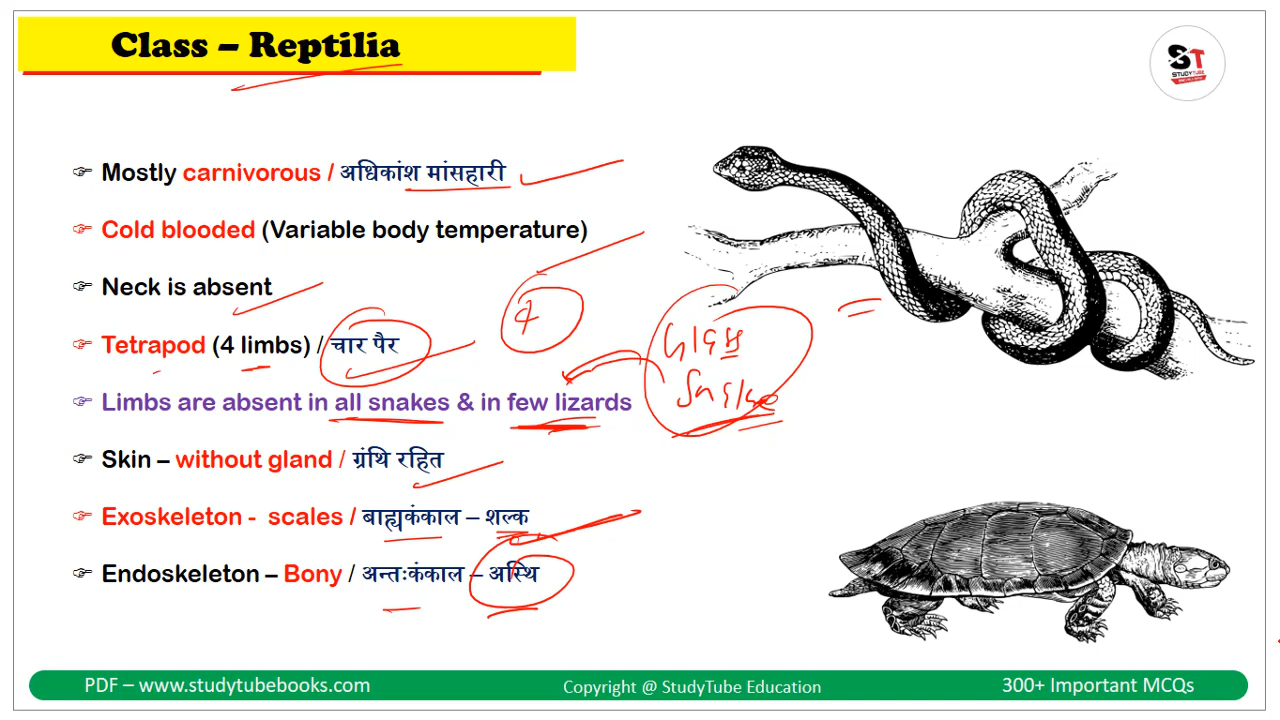 Class – Reptilia
ST
STUDYTUBE
☞ Mostly carnivorous / अधिकांश मांसहारी
☞ Cold blooded (Variable body temperature)
☞ Neck is absent
☞ Tetrapod (4 limbs) / चार पैर
☞ Limbs are absent in all snakes & in few lizards
☞ Skin – without gland / ग्रंथि रहित
☞ Exoskeleton - scales / बाह्यकंकाल – शल्क
☞ Endoskeleton – Bony / अन्तःकंकाल – अस्थि
snake
PDF – www.studytubebooks.com
Copyright @ StudyTube Education
300+ Important MCQs